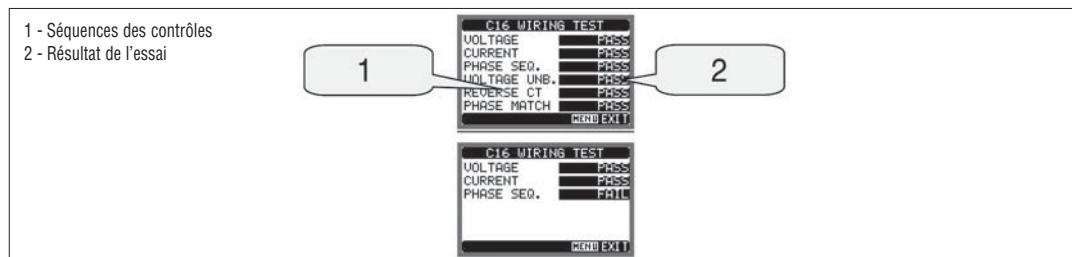 1 - Séquences des contrôles
2 - Résultat de l'essai
1
2
C16 WIRING TEST
VOLTAGE PASS
CURRENT PASS
PHASE SEQ. PASS
VOLTAGE UNB. PASS
REVERSE CT PASS
PHASE MATCH PASS
MENU EXIT
C16 WIRING TEST
VOLTAGE PASS
CURRENT PASS
PHASE SEQ. FAIL
MENU EXIT